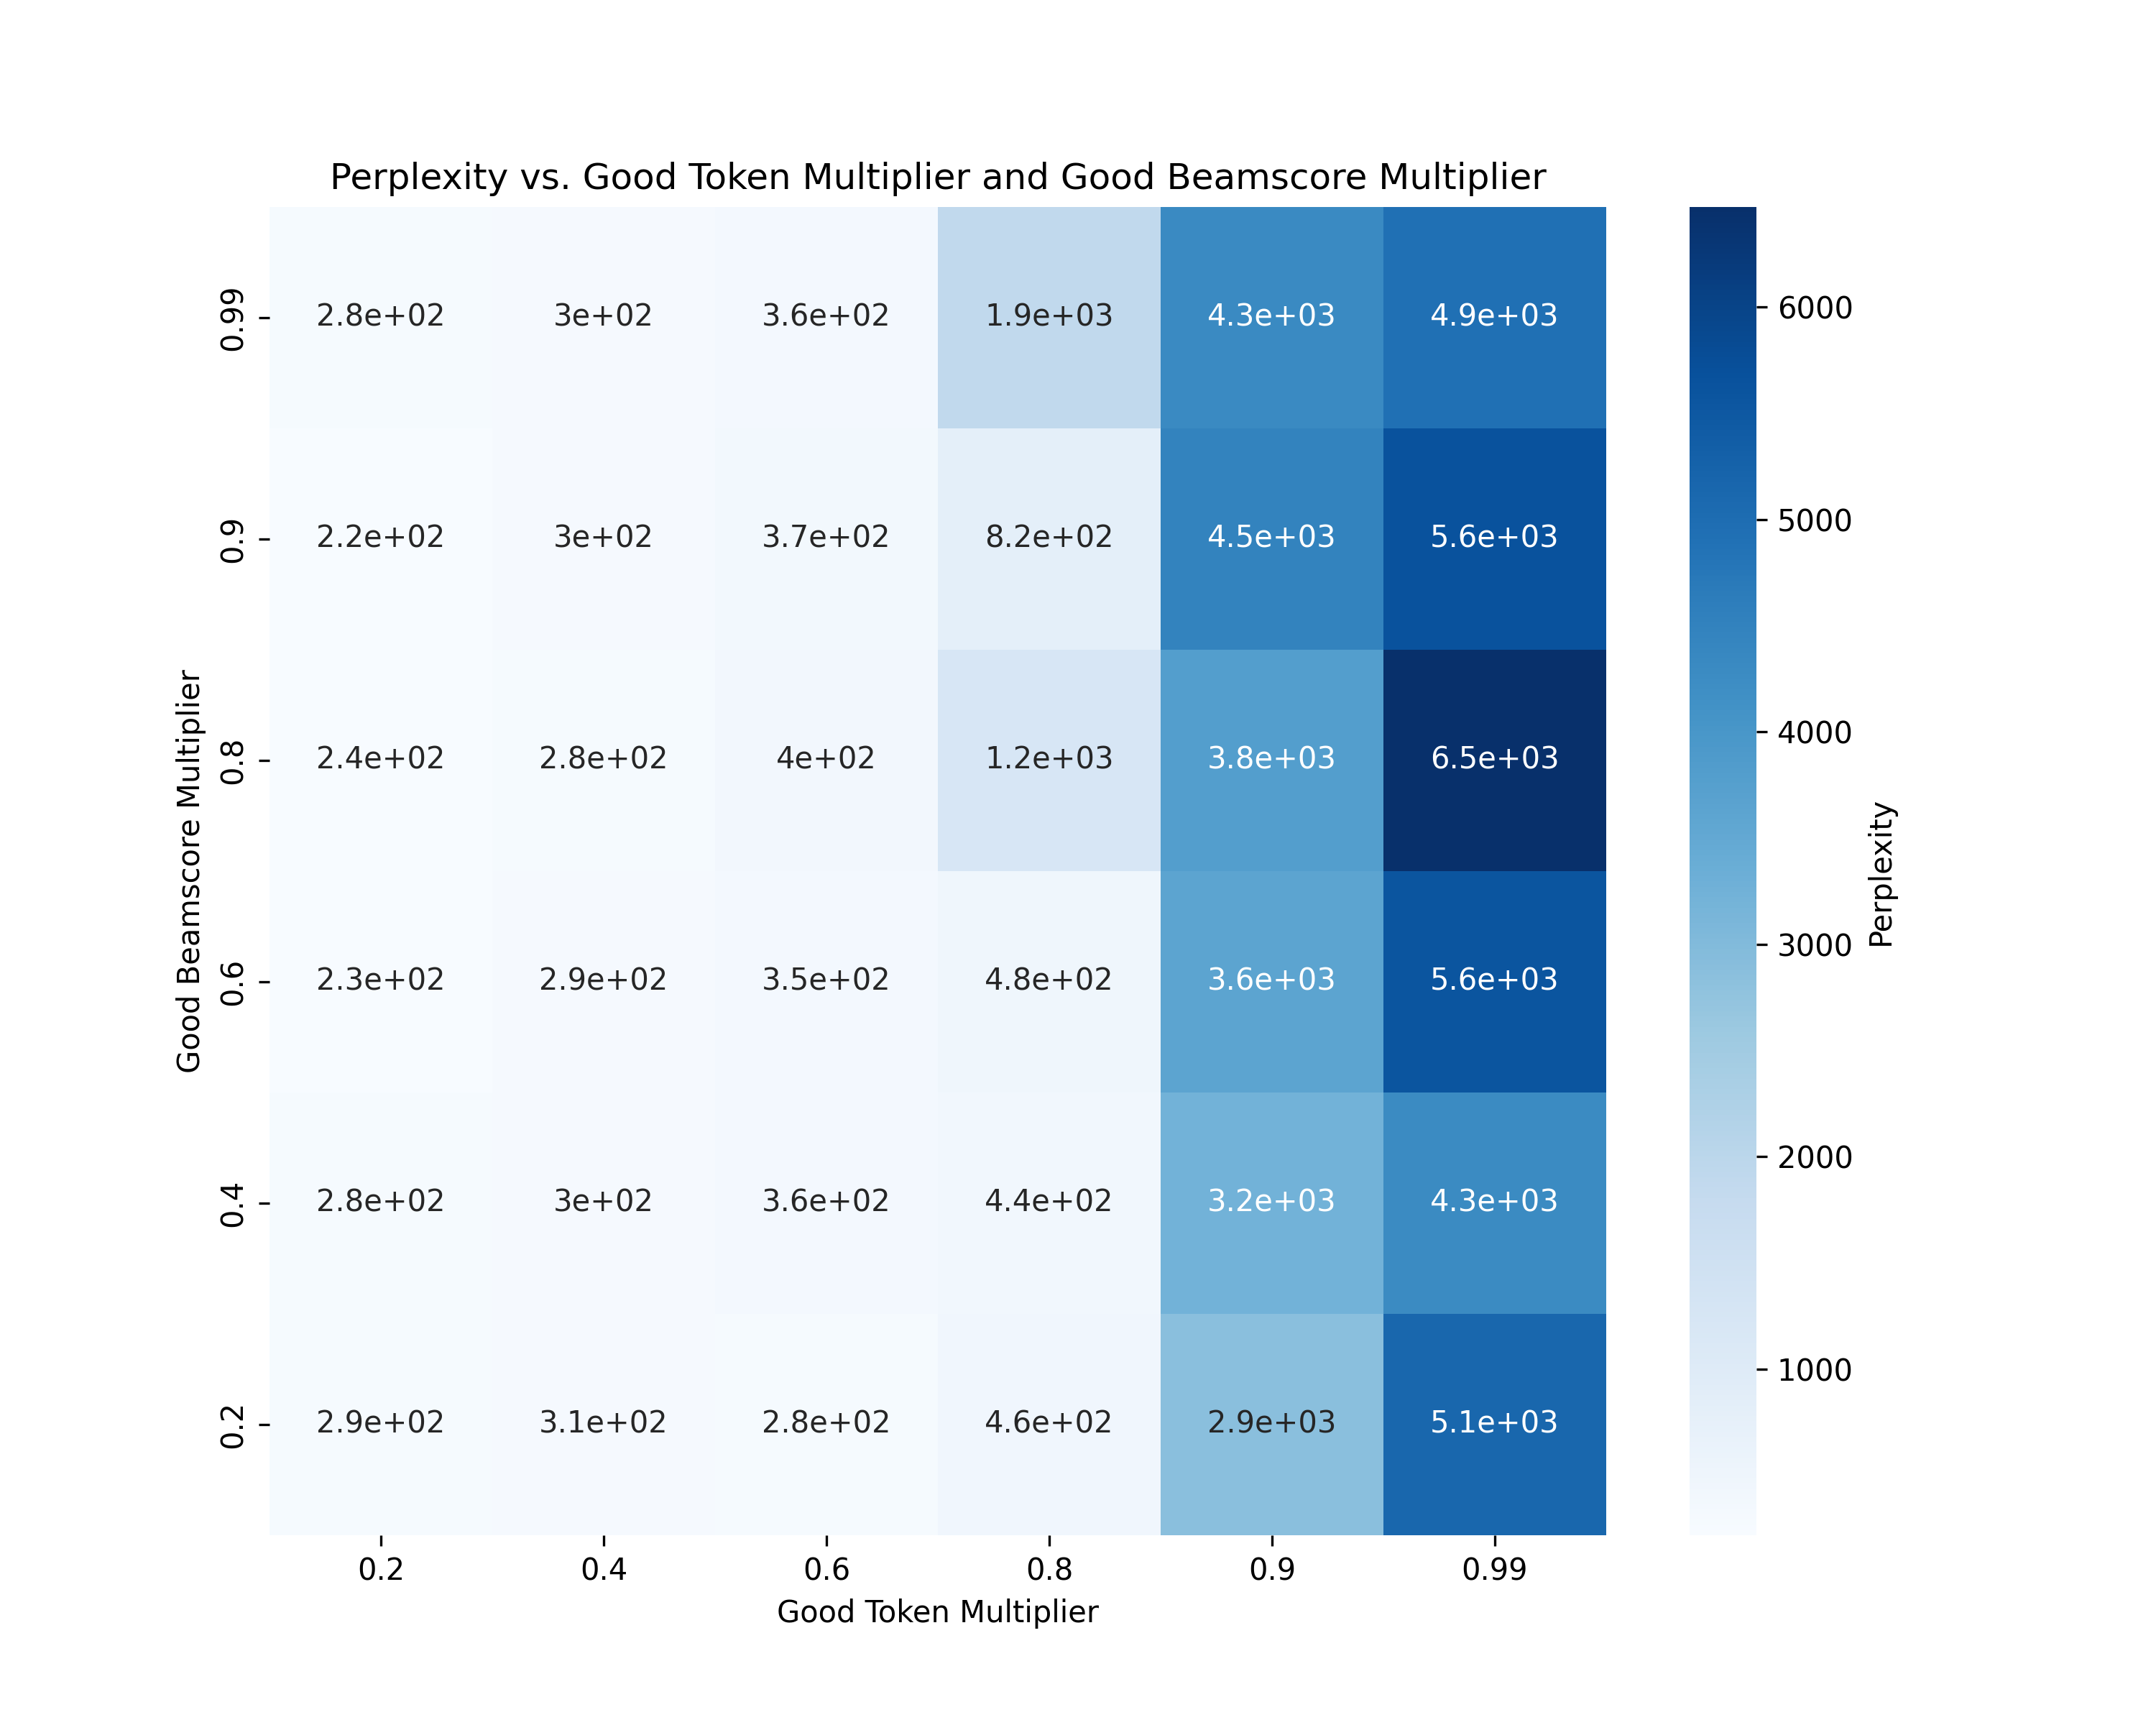 Perplexity vs. Good Token Multiplier and Good Beamscore Multiplier
Good Beamscore Multiplier
0.99 2.8e+02 3e+02 3.6e+02 1.9e+03 4.3e+03 4.9e+03
0.9 2.2e+02 3e+02 3.7e+02 8.2e+02 4.5e+03 5.6e+03
0.8 2.4e+02 2.8e+02 4e+02 1.2e+03 3.8e+03 6.5e+03
0.6 2.3e+02 2.9e+02 3.5e+02 4.8e+02 3.6e+03 5.6e+03
0.4 2.8e+02 3e+02 3.6e+02 4.4e+02 3.2e+03 4.3e+03
0.2 2.9e+02 3.1e+02 2.8e+02 4.6e+02 2.9e+03 5.1e+03
0.2 0.4 0.6 0.8 0.9 0.99
Good Token Multiplier
6000
5000
4000
3000
2000
1000
Perplexity